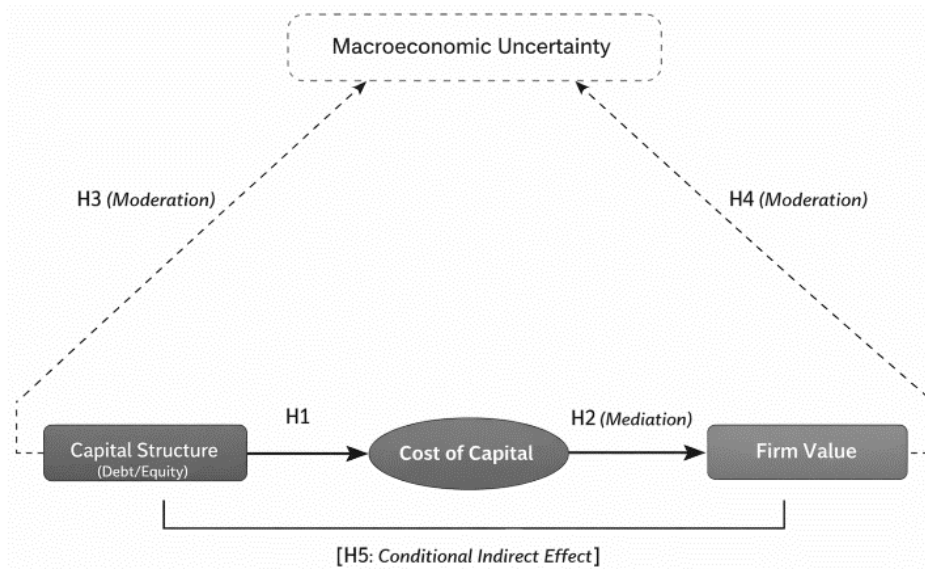 Macroeconomic Uncertainty
H3 (Moderation)
H4 (Moderation)
H1
H2 (Mediation)
Capital Structure
(Debt/Equity)
Cost of Capital
Firm Value
[H5: Conditional Indirect Effect]